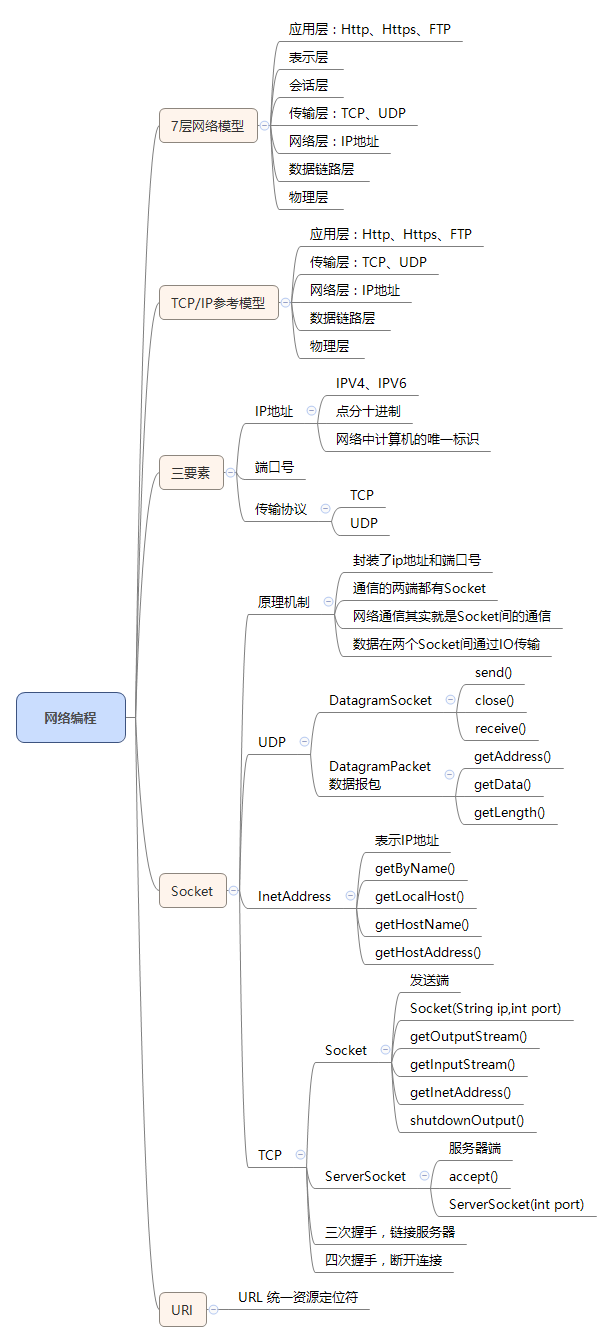 网络编程
7层网络模型
应用层：Http、Https、FTP
表示层
会话层
传输层：TCP、UDP
网络层：IP地址
数据链路层
物理层
TCP/IP参考模型
应用层：Http、Https、FTP
传输层：TCP、UDP
网络层：IP地址
数据链路层
物理层
三要素
IP地址
IPV4、IPV6
点分十进制
网络中计算机的唯一标识
端口号
传输协议
TCP
UDP
Socket
原理机制
封装了ip地址和端口号
通信的两端都有Socket
网络通信其实就是Socket间的通信
数据在两个Socket间通过IO传输
UDP
DatagramSocket
send()
close()
receive()
DatagramPacket
数据报包
getAddress()
getData()
getLength()
InetAddress
表示IP地址
getByName()
getLocalHost()
getHostName()
getHostAddress()
TCP
Socket
发送端
Socket(String ip,int port)
getOutputStream()
getInputStream()
getInetAddress()
shutdownOutput()
ServerSocket
服务器端
accept()
ServerSocket(int port)
三次握手，链接服务器
四次握手，断开连接
URI
URL 统一资源定位符